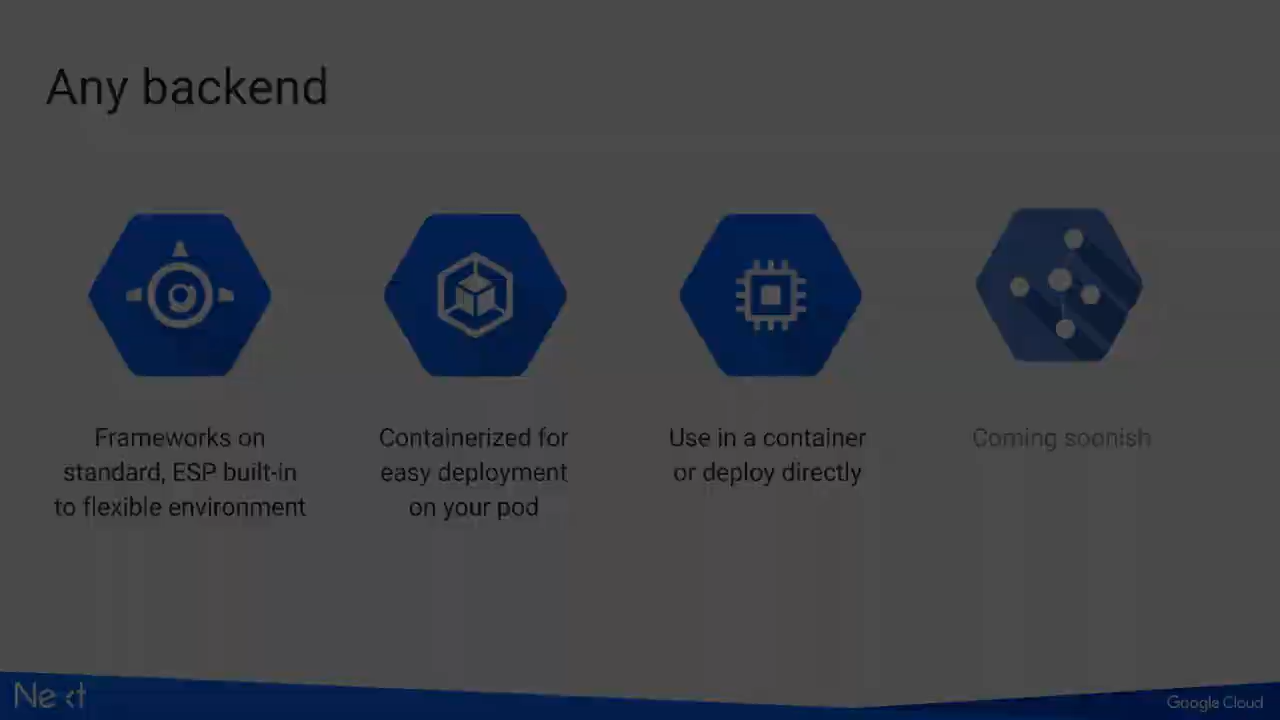 Any backend
Frameworks on
standard, ESP built-in
to flexible environment
Containerized for
easy deployment
on your pod
Use in a container
or deploy directly
Coming soonish
Next
Google Cloud